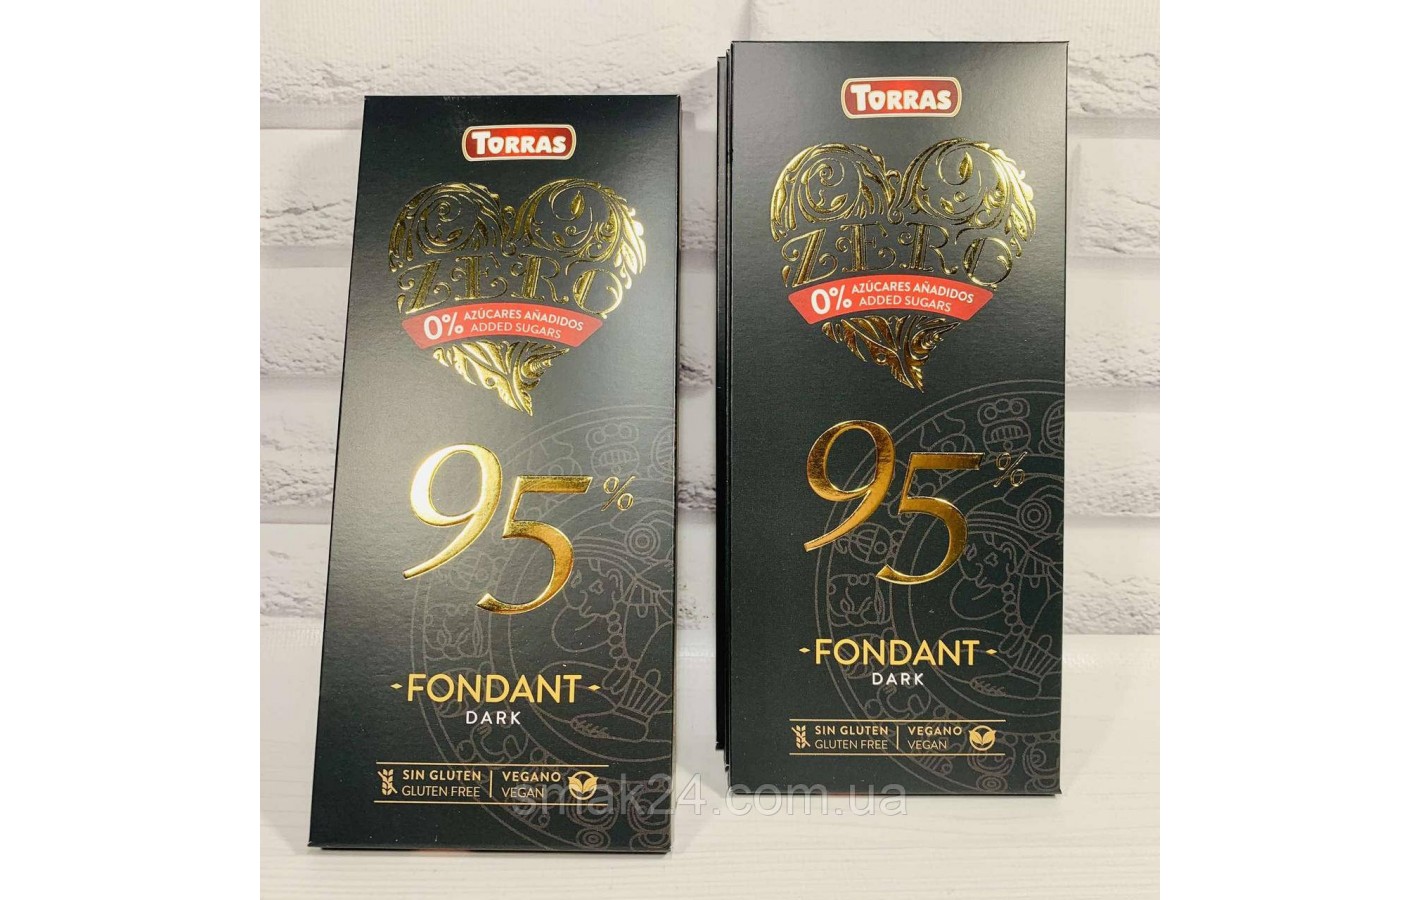 TORRAS
ZERO
0% AZÚCARES AÑADIDOS
ADDED SUGARS
95%
-FONDANT-
DARK
SIN GLUTEN
GLUTEN FREE
VEGANO
VEGAN
TORRAS
ZERO
0% AZÚCARES AÑADIDOS
ADDED SUGARS
95%
-FONDANT-
DARK
SIN GLUTEN
GLUTEN FREE
VEGANO
VEGAN
smak24.com.ua